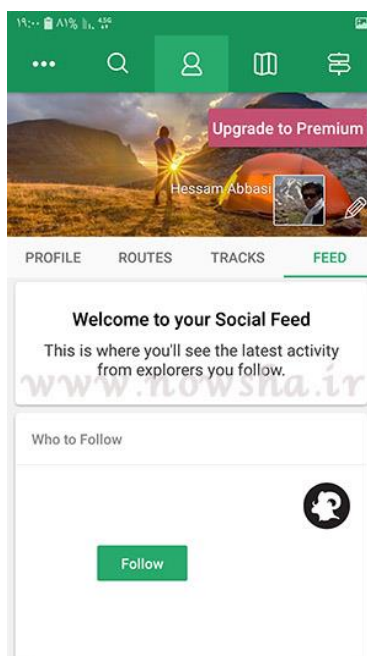 ۱۹:۰۰ ۸۱%
Upgrade to Premium
Hessam Abbasi
PROFILE ROUTES TRACKS FEED
Welcome to your Social Feed
This is where you'll see the latest activity
from explorers you follow.
www.nowsha.ir
Who to Follow
Follow